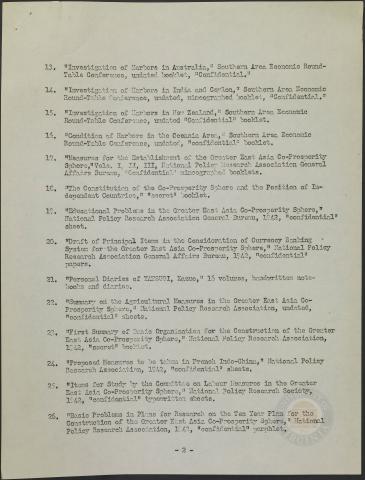 13. "Investigation of Harbors in Australia," Southern Area Economic Round-
Table Conference, undated booklet, "Confidential."
14. "Investigation of Harbors in India and Ceylon," Southern Area Economic
Round-Table Conference, undated, mimeographed booklet, "Confidential."
15. "Investigation of Harbors in New Zealand," Southern Area Economic
Round-Table Conference, undated "Confidential" booklet.
16. "Condition of Harbors in the Oceania Area," Southern Area Economic
Round-Table Conference, undated, "confidential" booklet.
17. "Measures for the Establishment of the Greater East Asia Co-Prosperity
Sphere," Vols. I, II, III, National Policy Research Association General
Affairs Bureau, "Confidential" mimeographed booklets.
18. "The Constitution of the Co-Prosperity Sphere and the Position of In-
dependent Countries," "secret" booklet.
19. "Educational Problems in the Greater East Asia Co-Prosperity Sphere,"
National Policy Research Association General Bureau, 1942, "confidential"
sheet.
20. "Draft of Principal Items in the Consideration of Currency Banking
System for the Greater East Asia Co-Prosperity Sphere," National Policy
Research Association General Affairs Bureau, 1942, "confidential"
papers.
21. "Personal Diaries of YATSUGI, Kazuo," 15 volumes, handwritten note-
books and diaries.
22. "Summary on the Agricultural Measures in the Greater East Asia Co-
Prosperity Sphere," National Policy Research Association, undated,
"confidential" sheets.
23. "First Summary of Basic Organization for the Construction of the Greater
East Asia Co-Prosperity Sphere," National Policy Research Association,
1942, "secret" booklet.
24. "Proposed Measures to be taken in French Indo-China," National Policy
Research Association, 1942, "confidential" sheets.
25. "Items for Study by the Committee on Labour Measures in the Greater
East Asia Co-Prosperity Sphere," National Policy Research Society,
1942, "confidential" typewritten sheets.
26. "Basic Problems in Plans for Research on the Ten Year Plan for the
Construction of the Greater East Asia Co-Prosperity Sphere," National
Policy Research Association, 1942, "confidential" pamphlet.
- 2 -